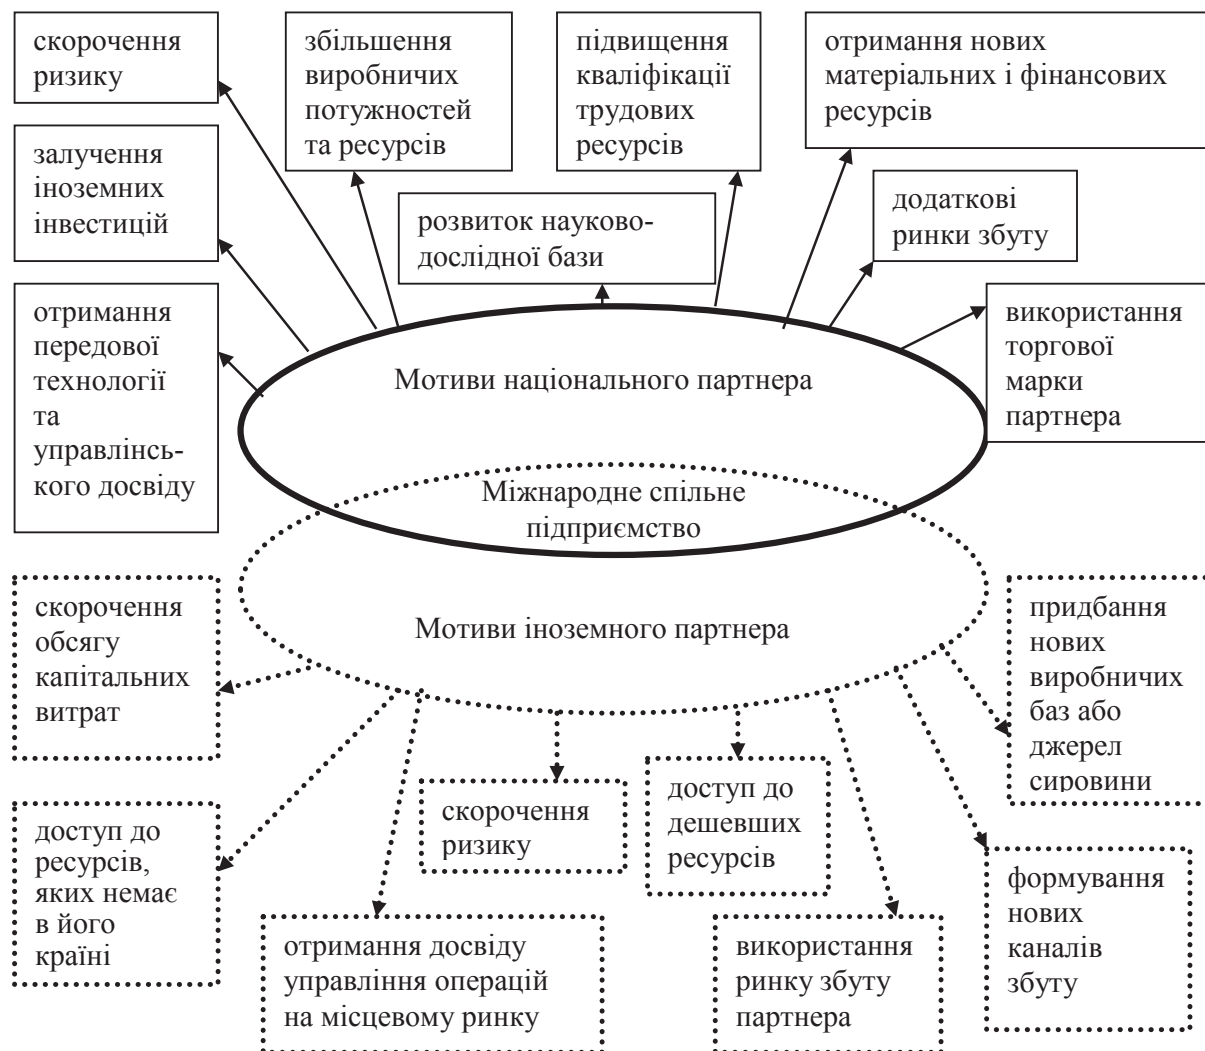 скорочення
ризику
збільшення
виробничих
потужностей
та ресурсів
підвищення
кваліфікації
трудових
ресурсів
отримання нових
матеріальних і фінансових
ресурсів
залучення
іноземних
інвестицій
розвиток науково-
дослідної бази
додаткові
ринки збуту
отримання
передової
технології
та
управлінсь-
кого досвіду
використання
торгової
марки
партнера
Мотиви національного партнера
Міжнародне спільне
підприємство
Мотиви іноземного партнера
скорочення
обсягу
капітальних
витрат
придбання
нових
виробничих
баз або
джерел
сировини
скорочення
ризику
доступ до
дешевших
ресурсів
доступ до
ресурсів,
яких немає
в його
країні
формування
нових
каналів
збуту
отримання досвіду
управління операцій
на місцевому ринку
використання
ринку збуту
партнера